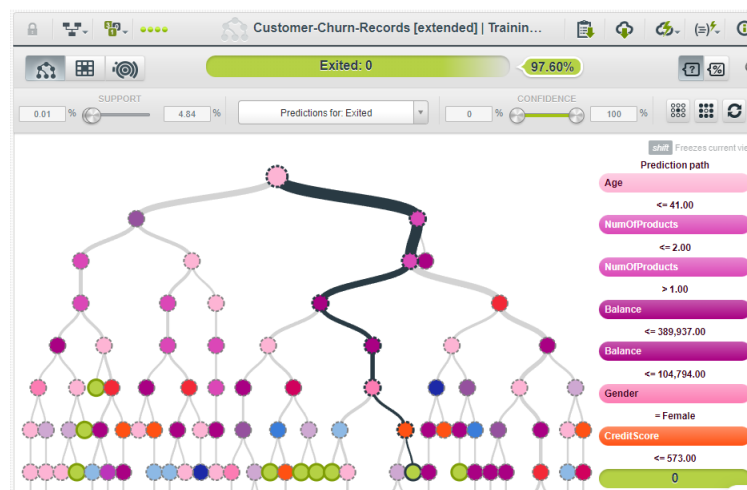 Customer-Churn-Records [extended] | Trainin...
Exited: 0
97.60%
SUPPORT
0.01 % 4.84 %
Predictions for: Exited
CONFIDENCE
0 % 100 %
shift Freezes current vie
Prediction path
Age
<= 41.00
NumOfProducts
<= 2.00
NumOfProducts
> 1.00
Balance
<= 389,937.00
Balance
<= 104,794.00
Gender
= Female
CreditScore
<= 573.00
0